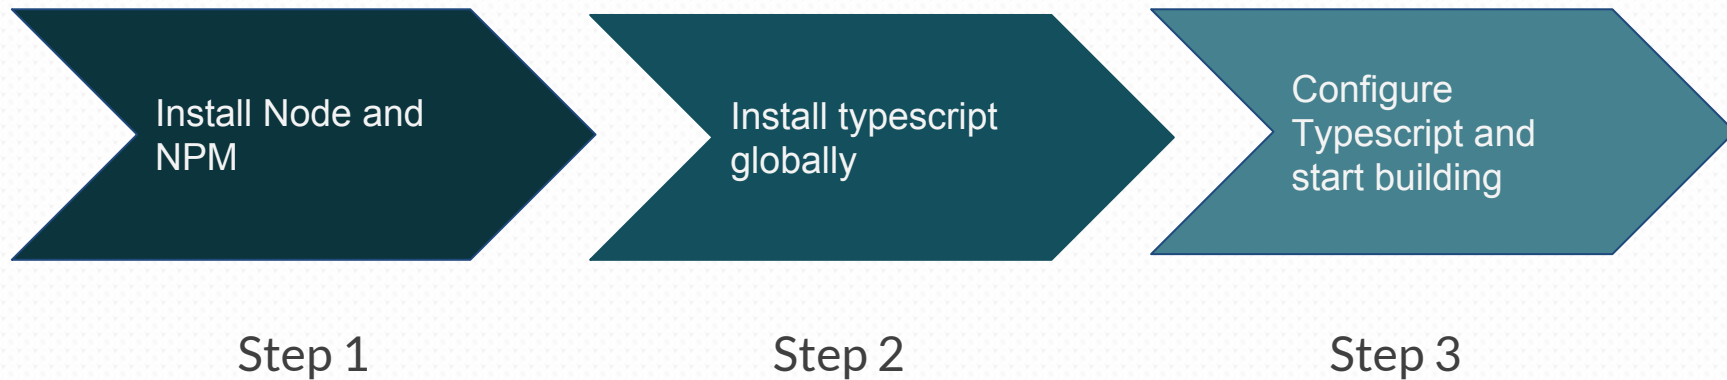 Install Node and
NPM
Install typescript
globally
Configure
Typescript and
start building
Step 1
Step 2
Step 3